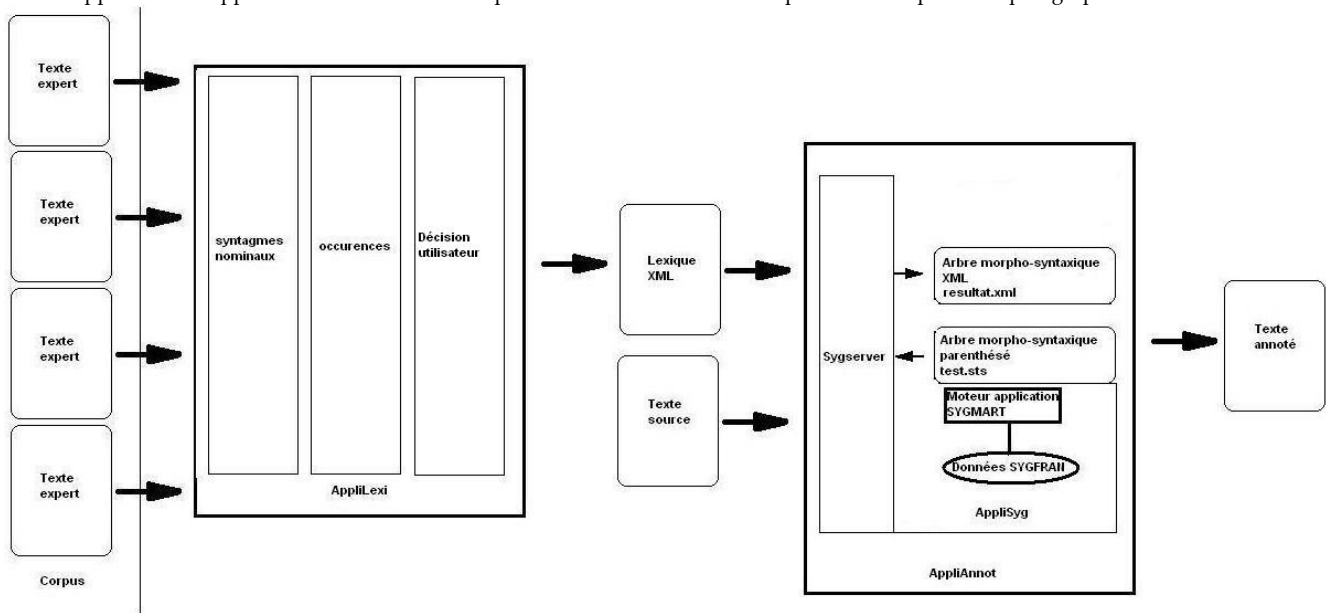 Texte
expert
Texte
expert
Texte
expert
Texte
expert
Corpus
syntagmes
nominaux
occurences
Décision
utilisateur
AppliLexi
Lexique
XML
Texte
source
Sygserver
Arbre morpho-syntaxique
XML
resultat.xml
Arbre morpho-syntaxique
parenthésé
test.sts
Moteur application
SYGMART
Données SYGFRAN
AppliSyg
AppliAnnot
Texte
annoté